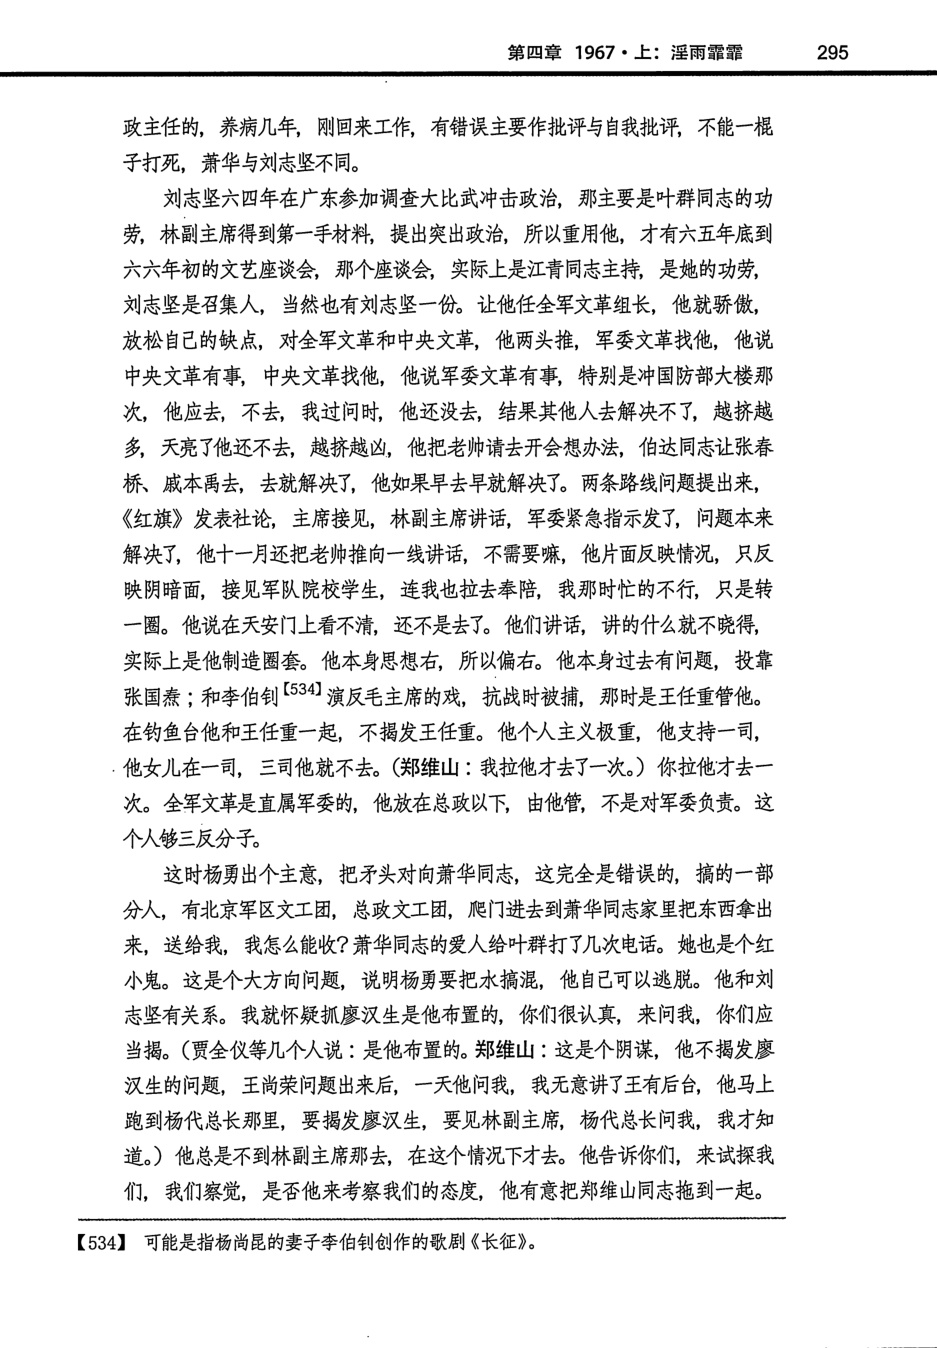 第四章 1967·上：淫雨霏霏 295
政主任的，养病几年，刚回来工作，有错误主要作批评与自我批评，不能一棍
子打死，萧华与刘志坚不同。
刘志坚六四年在广东参加调查大比武冲击政治，那主要是叶群同志的功
劳，林副主席得到第一手材料，提出突出政治，所以重用他，才有六五年底到
六六年初的文艺座谈会，那个座谈会，实际上是江青同志主持，是她的功劳，
刘志坚是召集人，当然也有刘志坚一份。让他任全军文革组长，他就骄傲，
放松自己的缺点，对全军文革和中央文革，他两头推，军委文革找他，他说
中央文革有事，中央文革找他，他说军委文革有事，特别是冲国防部大楼那
次，他应去，不去，我过问时，他还没去，结果其他人去解决不了，越挤越
多，天亮了他还不去，越挤越凶，他把老帅请去开会想办法，伯达同志让张春
桥、戚本禹去，去就解决了，他如果早去早就解决了。两条路线问题提出来，
《红旗》发表社论，主席接见，林副主席讲话，军委紧急指示发了，问题本来
解决了，他十一月还把老帅推向一线讲话，不需要嘛，他片面反映情况，只反
映阴暗面，接见军队院校学生，连我也拉去奉陪，我那时忙的不行，只是转
一圈。他说在天安门上看不清，还不是去了。他们讲话，讲的什么就不晓得，
实际上是他制造圈套。他本身思想右，所以偏右。他本身过去有问题，投靠
张国焘；和李伯钊【534】演反毛主席的戏，抗战时被捕，那时是王任重管他。
在钓鱼台他和王任重一起，不揭发王任重。他个人主义极重，他支持一司，
他女儿在一司，三司他就不去。（郑维山：我拉他才去了一次。）你拉他才去一
次。全军文革是直属军委的，他放在总政以下，由他管，不是对军委负责。这
个人够三反分子。
这时杨勇出个主意，把矛头对向萧华同志，这完全是错误的，搞的一部
分人，有北京军区文工团，总政文工团，爬门进去到萧华同志家里把东西拿出
来，送给我，我怎么能收？萧华同志的爱人给叶群打了几次电话。她也是个红
小鬼。这是个大方向问题，说明杨勇要把水搞混，他自己可以逃脱。他和刘
志坚有关系。我就怀疑抓廖汉生是他布置的，你们很认真，来问我，你们应
当揭。（贾全仪等几个人说：是他布置的。郑维山：这是个阴谋，他不揭发廖
汉生的问题，王尚荣问题出来后，一天他问我，我无意讲了王有后台，他马上
跑到杨代总长那里，要揭发廖汉生，要见林副主席，杨代总长问我，我才知
道。）他总是不到林副主席那去，在这个情况下才去。他告诉你们，来试探我
们，我们察觉，是否他来考察我们的态度，他有意把郑维山同志拖到一起。
【534】 可能是指杨尚昆的妻子李伯钊创作的歌剧《长征》。